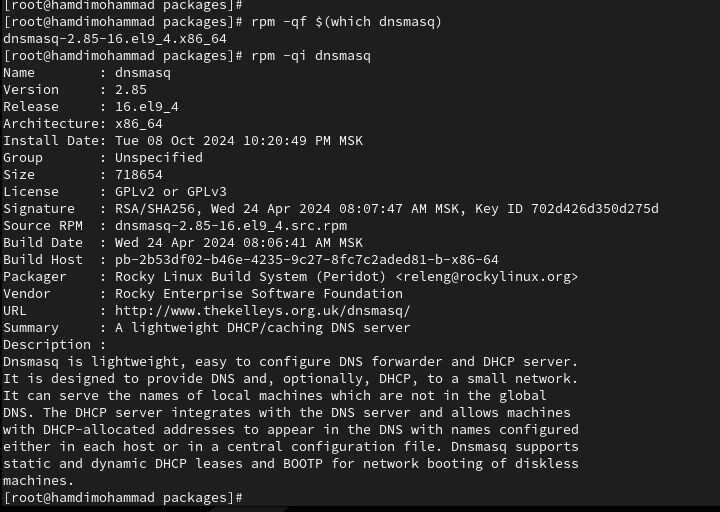 [root@hamdimohammad packages]#
[root@hamdimohammad packages]# rpm -qf $(which dnsmasq)
dnsmasq-2.85-16.el9_4.x86_64
[root@hamdimohammad packages]# rpm -qi dnsmasq
Name        : dnsmasq
Version     : 2.85
Release     : 16.el9_4
Architecture: x86_64
Install Date: Tue 08 Oct 2024 10:20:49 PM MSK
Group       : Unspecified
Size        : 718654
License     : GPLv2 or GPLv3
Signature   : RSA/SHA256, Wed 24 Apr 2024 08:07:47 AM MSK, Key ID 702d426d350d275d
Source RPM  : dnsmasq-2.85-16.el9_4.src.rpm
Build Date  : Wed 24 Apr 2024 08:06:41 AM MSK
Build Host  : pb-2b53df02-b46e-4235-9c27-8fc7c2aded81-b-x86-64
Packager    : Rocky Linux Build System (Peridot) <releng@rockylinux.org>
Vendor      : Rocky Enterprise Software Foundation
URL         : http://www.thekelleys.org.uk/dnsmasq/
Summary     : A lightweight DHCP/caching DNS server
Description :
Dnsmasq is lightweight, easy to configure DNS forwarder and DHCP server.
It is designed to provide DNS and, optionally, DHCP, to a small network.
It can serve the names of local machines which are not in the global
DNS. The DHCP server integrates with the DNS server and allows machines
with DHCP-allocated addresses to appear in the DNS with names configured
either in each host or in a central configuration file. Dnsmasq supports
static and dynamic DHCP leases and BOOTP for network booting of diskless
machines.
[root@hamdimohammad packages]#